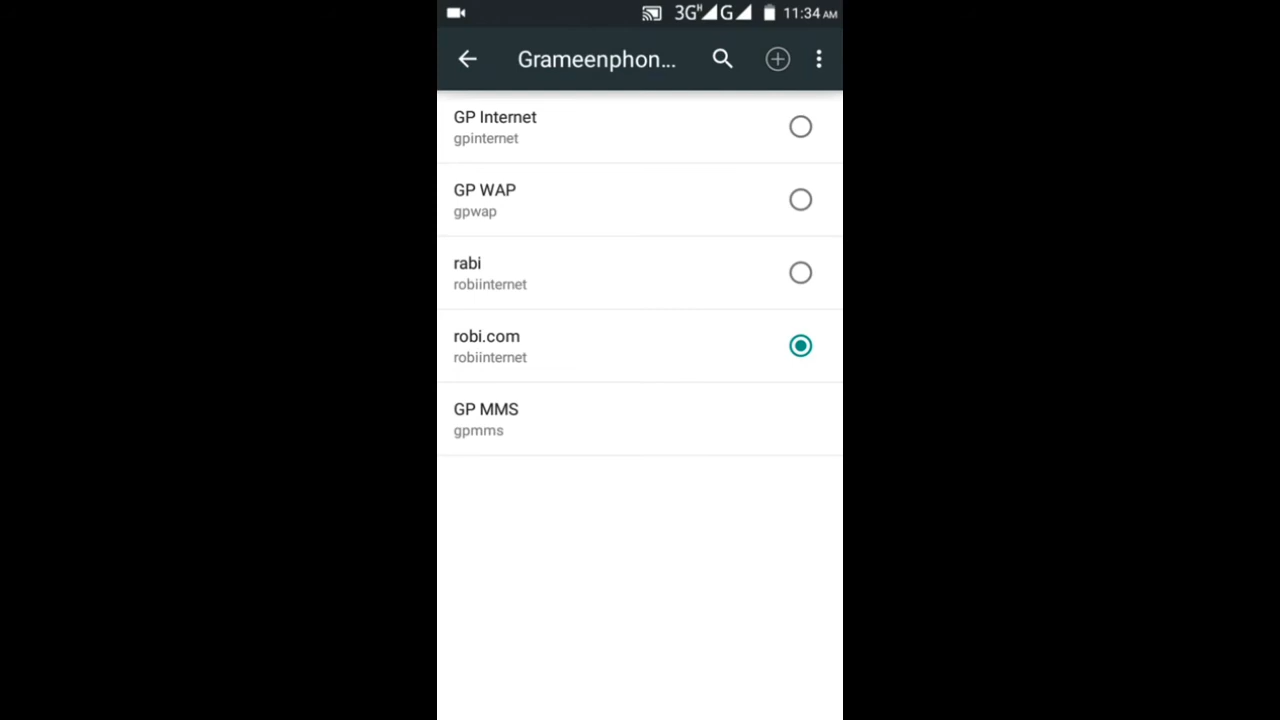 3G H G 11:34 AM
Grameenphon...
GP Internet
gpinternet
GP WAP
gpwap
rabi
robiinternet
robi.com
robiinternet
GP MMS
gpmms